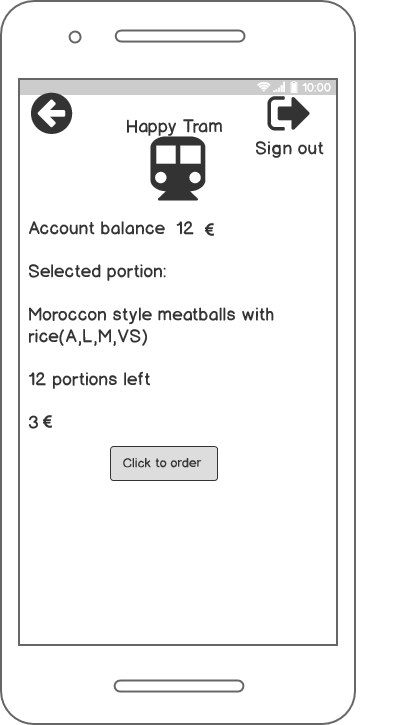 10:00
Happy Tram
Sign out
Account balance 12 €
Selected portion:
Moroccon style meatballs with
rice(A,L,M,VS)
12 portions left
3 €
Click to order